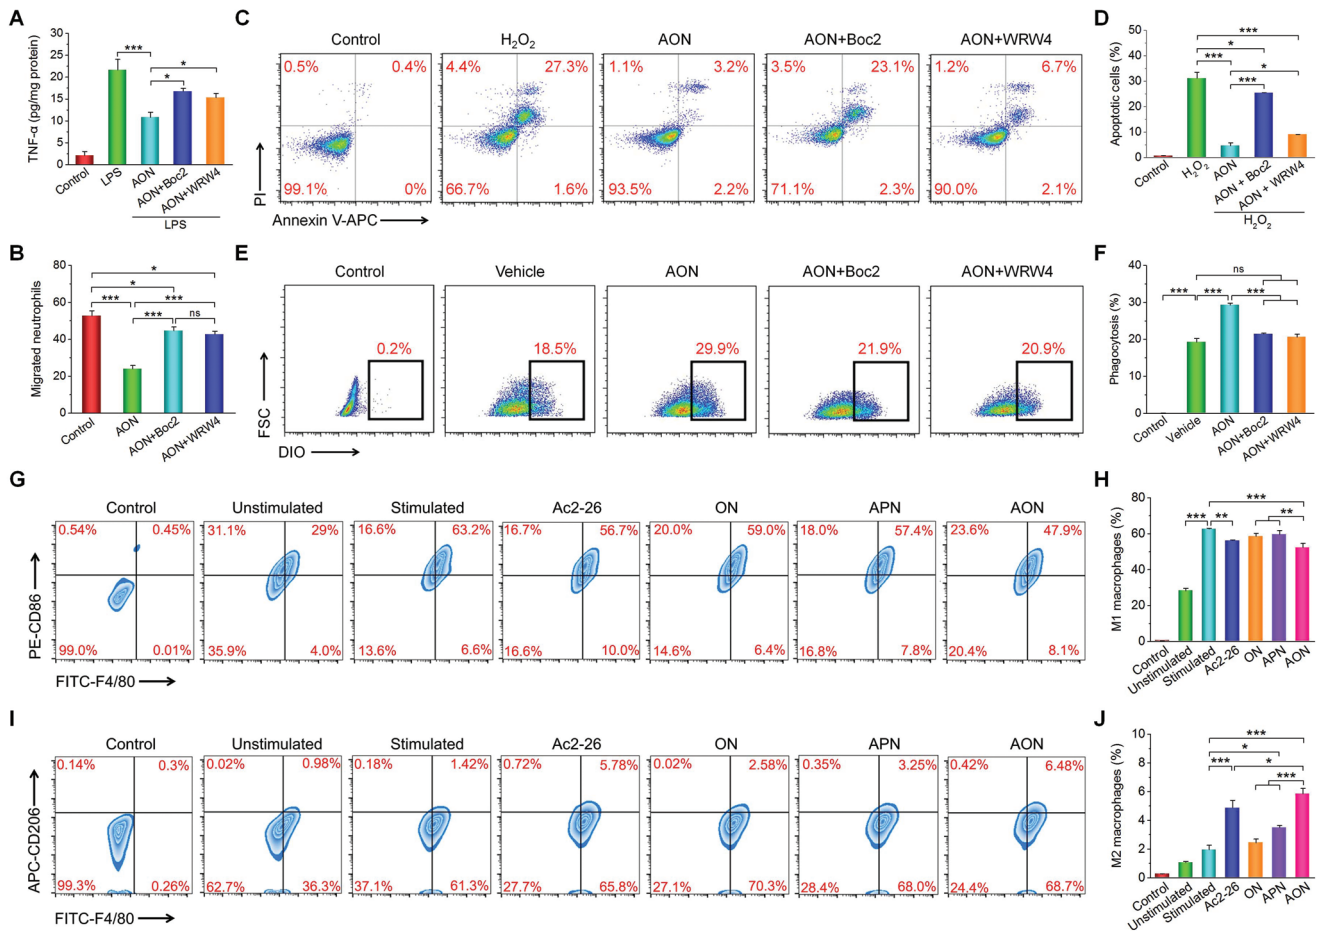 A
TNF-α (pg/mg protein)
30
25
20
15
10
5
0
***
*
*
Control
LPS
AON
AON+Boc2
AON+WRW4
LPS
C
Control
H₂O₂
AON
AON+Boc2
AON+WRW4
0.5% 0.4%
4.4% 27.3%
1.1% 3.2%
3.5% 23.1%
1.2% 6.7%
99.1% 0%
66.7% 1.6%
93.5% 2.2%
71.1% 2.3%
90.0% 2.1%
PI
Annexin V-APC
D
Apoptotic cells (%)
50
40
30
20
10
0
***
*
***
*
***
Control
H₂O₂
AON
AON + Boc2
AON + WRW4
H₂O₂
B
Migrated neutrophils
80
60
40
20
0
*
*
*** ***
*** ns
Control
AON
AON+Boc2
AON+WRW4
E
Control
Vehicle
AON
AON+Boc2
AON+WRW4
0.2%
18.5%
29.9%
21.9%
20.9%
FSC
DIO
F
Phagocytosis (%)
40
30
20
10
0
ns
*** *** ***
Control
Vehicle
AON
AON+Boc2
AON+WRW4
G
Control
Unstimulated
Stimulated
Ac2-26
ON
APN
AON
0.54% 0.45%
31.1% 29%
16.6% 63.2%
16.7% 56.7%
20.0% 59.0%
18.0% 57.4%
23.6% 47.9%
99.0% 0.01%
35.9% 4.0%
13.6% 6.6%
16.6% 10.0%
14.6% 6.4%
16.8% 7.8%
20.4% 8.1%
PE-CD86
FITC-F4/80
H
M1 macrophages (%)
80
60
40
20
0
***
*** ** **
Control
Unstimulated
Stimulated
Ac2-26
ON
APN
AON
I
Control
Unstimulated
Stimulated
Ac2-26
ON
APN
AON
0.14% 0.3%
0.02% 0.98%
0.18% 1.42%
0.72% 5.78%
0.02% 2.58%
0.35% 3.25%
0.42% 6.48%
99.3% 0.26%
62.7% 36.3%
37.1% 61.3%
27.7% 65.8%
27.1% 70.3%
28.4% 68.0%
24.4% 68.7%
APC-CD206
FITC-F4/80
J
M2 macrophages (%)
10
8
6
4
2
0
***
*
*** *
***
Control
Unstimulated
Stimulated
Ac2-26
ON
APN
AON